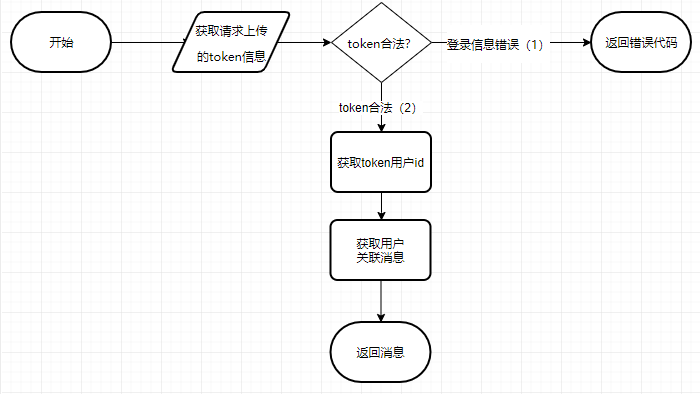 开始
获取请求上传
的token信息
token合法?
登录信息错误（1）
返回错误代码
token合法（2）
获取token用户id
获取用户
关联消息
返回消息